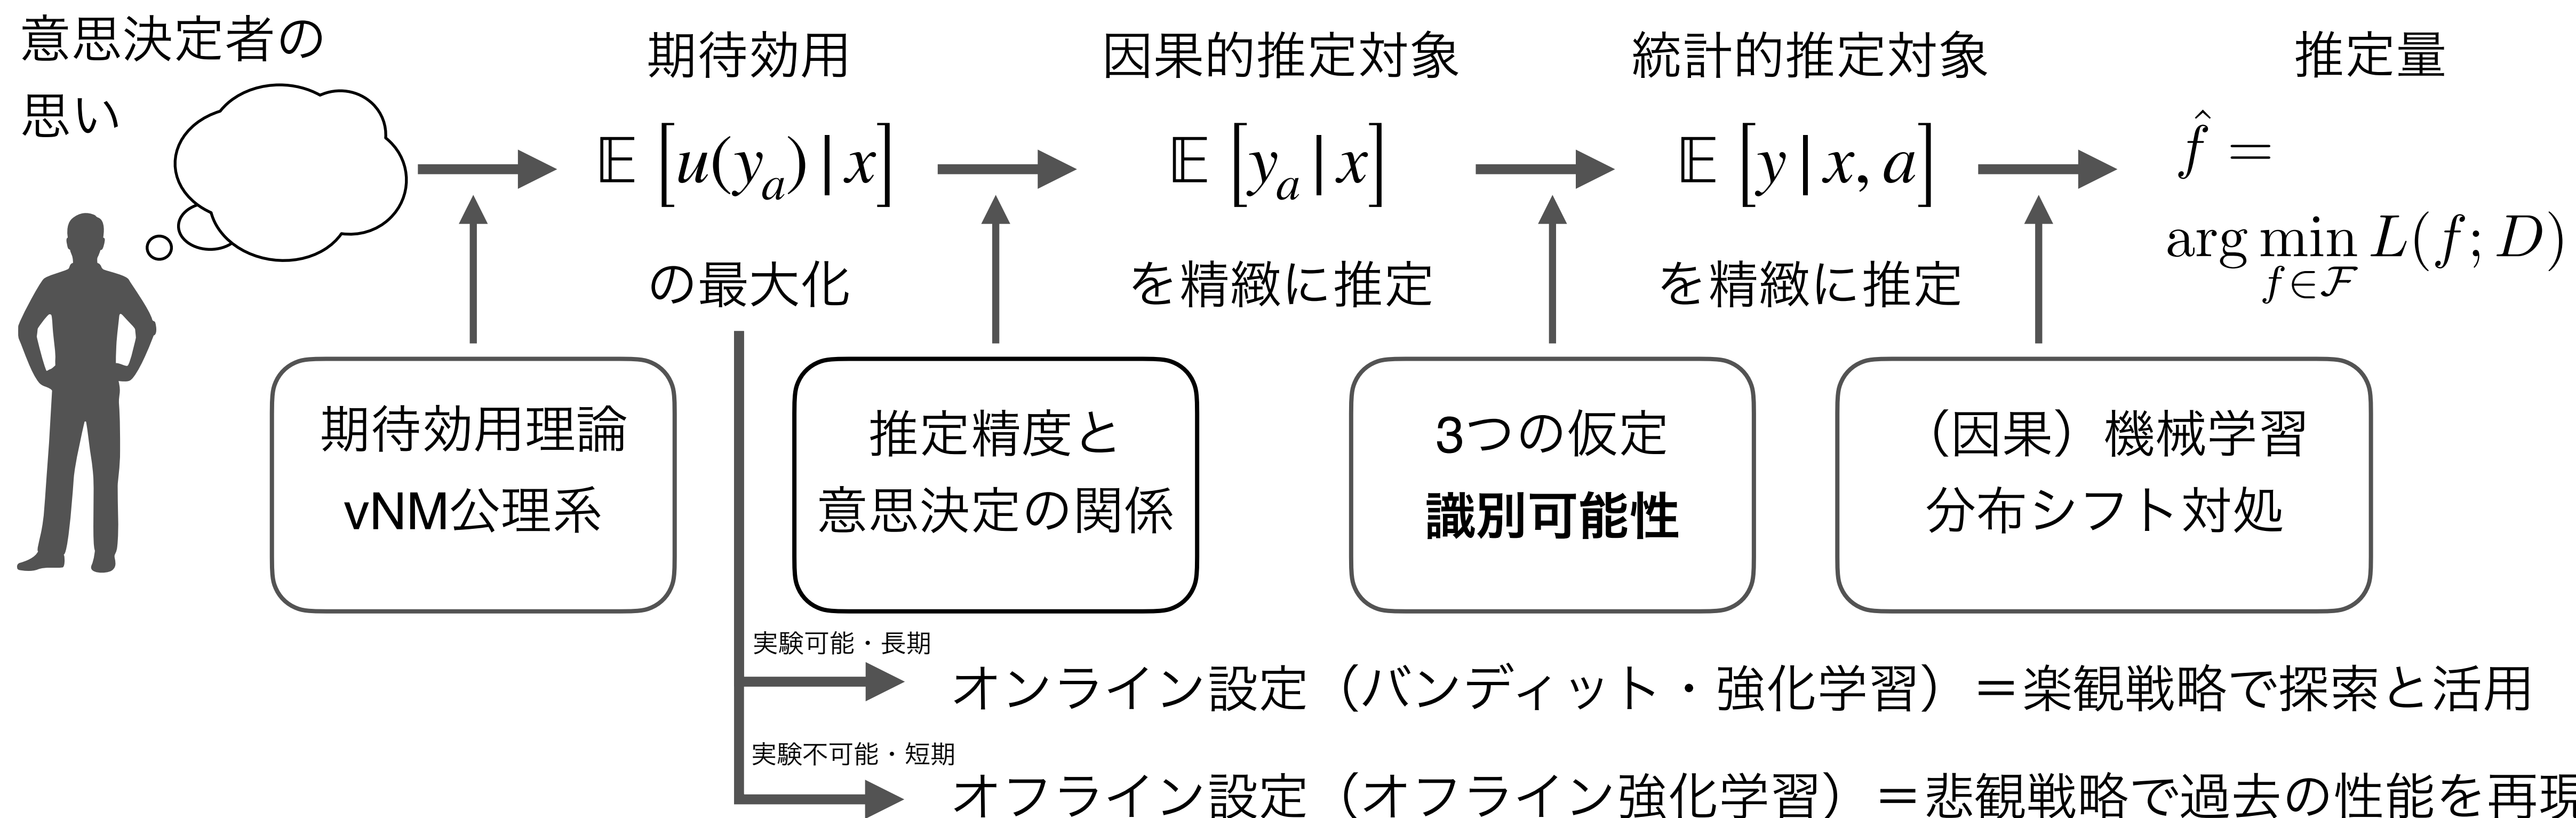 意思決定者の
思い
期待効用
𝔼[u(yₐ) | x]
の最大化
因果的推定対象
𝔼[yₐ | x]
を精緻に推定
統計的推定対象
𝔼[y | x, a]
を精緻に推定
推定量
f̂ =
arg min L(f; D)
f∈ℱ
期待効用理論
vNM公理系
推定精度と
意思決定の関係
3つの仮定
識別可能性
（因果）機械学習
分布シフト対処
実験可能・長期
オンライン設定（バンディット・強化学習）＝楽観戦略で探索と活用
実験不可能・短期
オフライン設定（オフライン強化学習）＝悲観戦略で過去の性能を再現